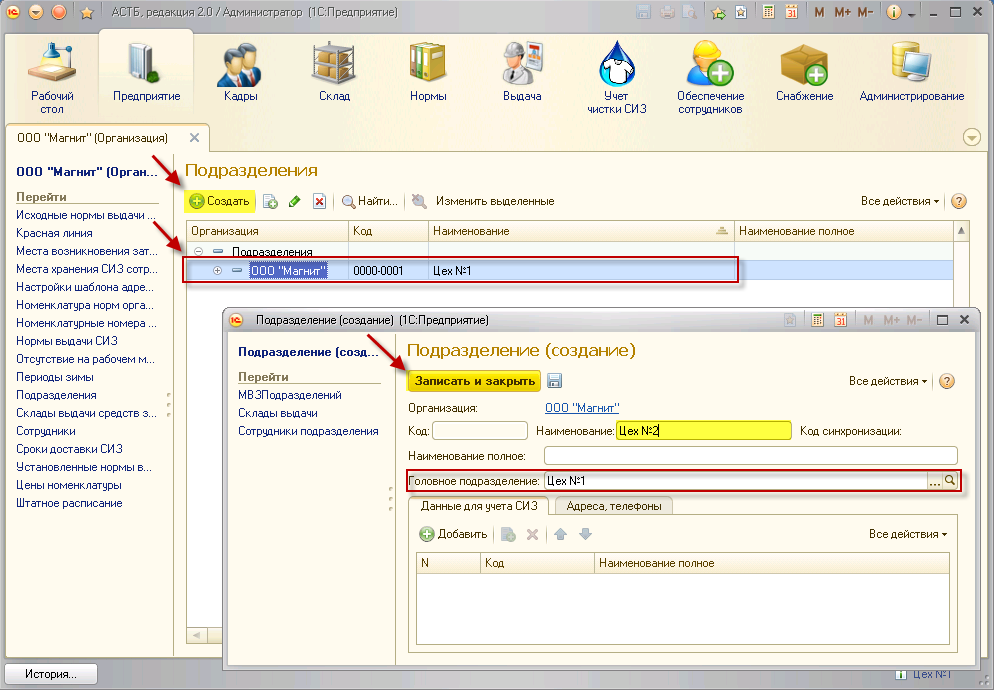 АСТБ, редакция 2.0 / Администратор (1С:Предприятие)
M M+ M-
Рабочий
стол
Предприятие
Кадры
Склад
Нормы
Выдача
Учет
чистки СИЗ
Обеспечение
сотрудников
Снабжение
Администрирование
ООО "Магнит" (Организация)
ООО "Магнит" (Орган...
Перейти
Исходные нормы выдачи ...
Красная линия
Места возникновения зат...
Места хранения СИЗ сотр...
Настройки шаблона адре...
Номенклатура норм орга...
Номенклатурные номера ...
Нормы выдачи СИЗ
Отсутствие на рабочем м...
Периоды зимы
Подразделения
Склады выдачи средств з...
Сотрудники
Сроки доставки СИЗ
Установленные нормы в...
Цены номенклатуры
Штатное расписание
Подразделения
Создать
Найти...
Изменить выделенные
Все действия
Организация Код Наименование Наименование полное
Подразделения
ООО "Магнит" 0000-0001 Цех №1
Подразделение (создание) (1С:Предприятие)
M M+ M-
Подразделение (созд...
Перейти
МВЗПодразделений
Склады выдачи
Сотрудники подразделения
Подразделение (создание)
Записать и закрыть
Все действия
Организация: ООО "Магнит"
Код: Наименование: Цех №2 Код синхронизации:
Наименование полное:
Головное подразделение: Цех №1 ...
Данные для учета СИЗ Адреса, телефоны
Добавить
Все действия
N Код Наименование полное
История...
Цех №1